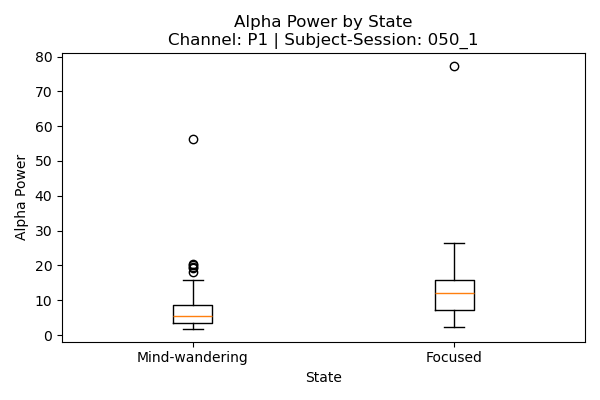 Alpha Power by State
Channel: P1 | Subject-Session: 050_1
80
70
60
50
40
30
20
10
0
Alpha Power
Mind-wandering
Focused
State